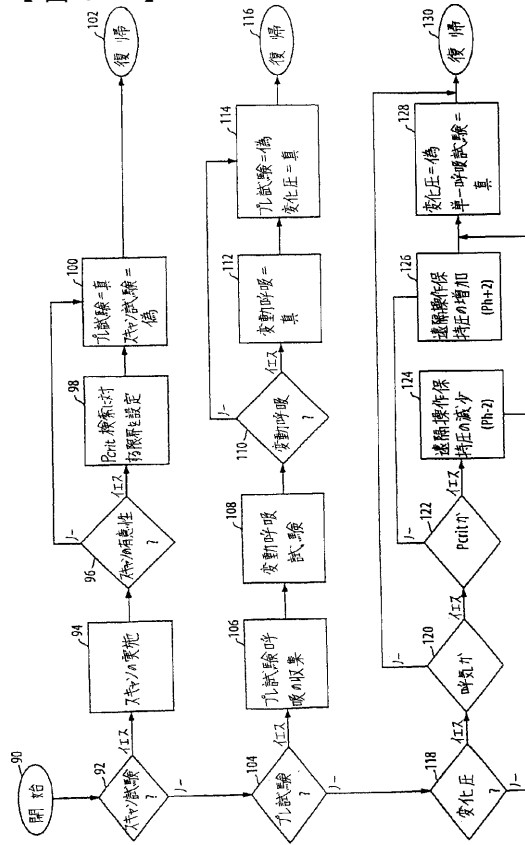 90
開始
92
スキャン試験
?
イエス
ノー
94
スキャンの実施
96
スキャンの有意性
?
イエス
ノー
98
Pcrit検索に対
する限界を設定
100
プレ試験=真
スキャン試験=
偽
102
復帰
104
プレ試験
?
イエス
ノー
106
プレ試験呼
吸の収集
108
変動呼吸
試験
110
変動呼吸
?
イエス
ノー
112
変動呼吸=
真
114
プレ試験=偽
変化圧=真
116
復帰
118
変化圧
?
イエス
ノー
120
呼気か
イエス
ノー
122
Pcritか
イエス
ノー
124
遠隔操作保
持圧の減少
(Ph-2)
126
遠隔操作保
持圧の増加
(Ph+2)
128
変化圧=偽
単一呼吸試験=
真
130
復帰